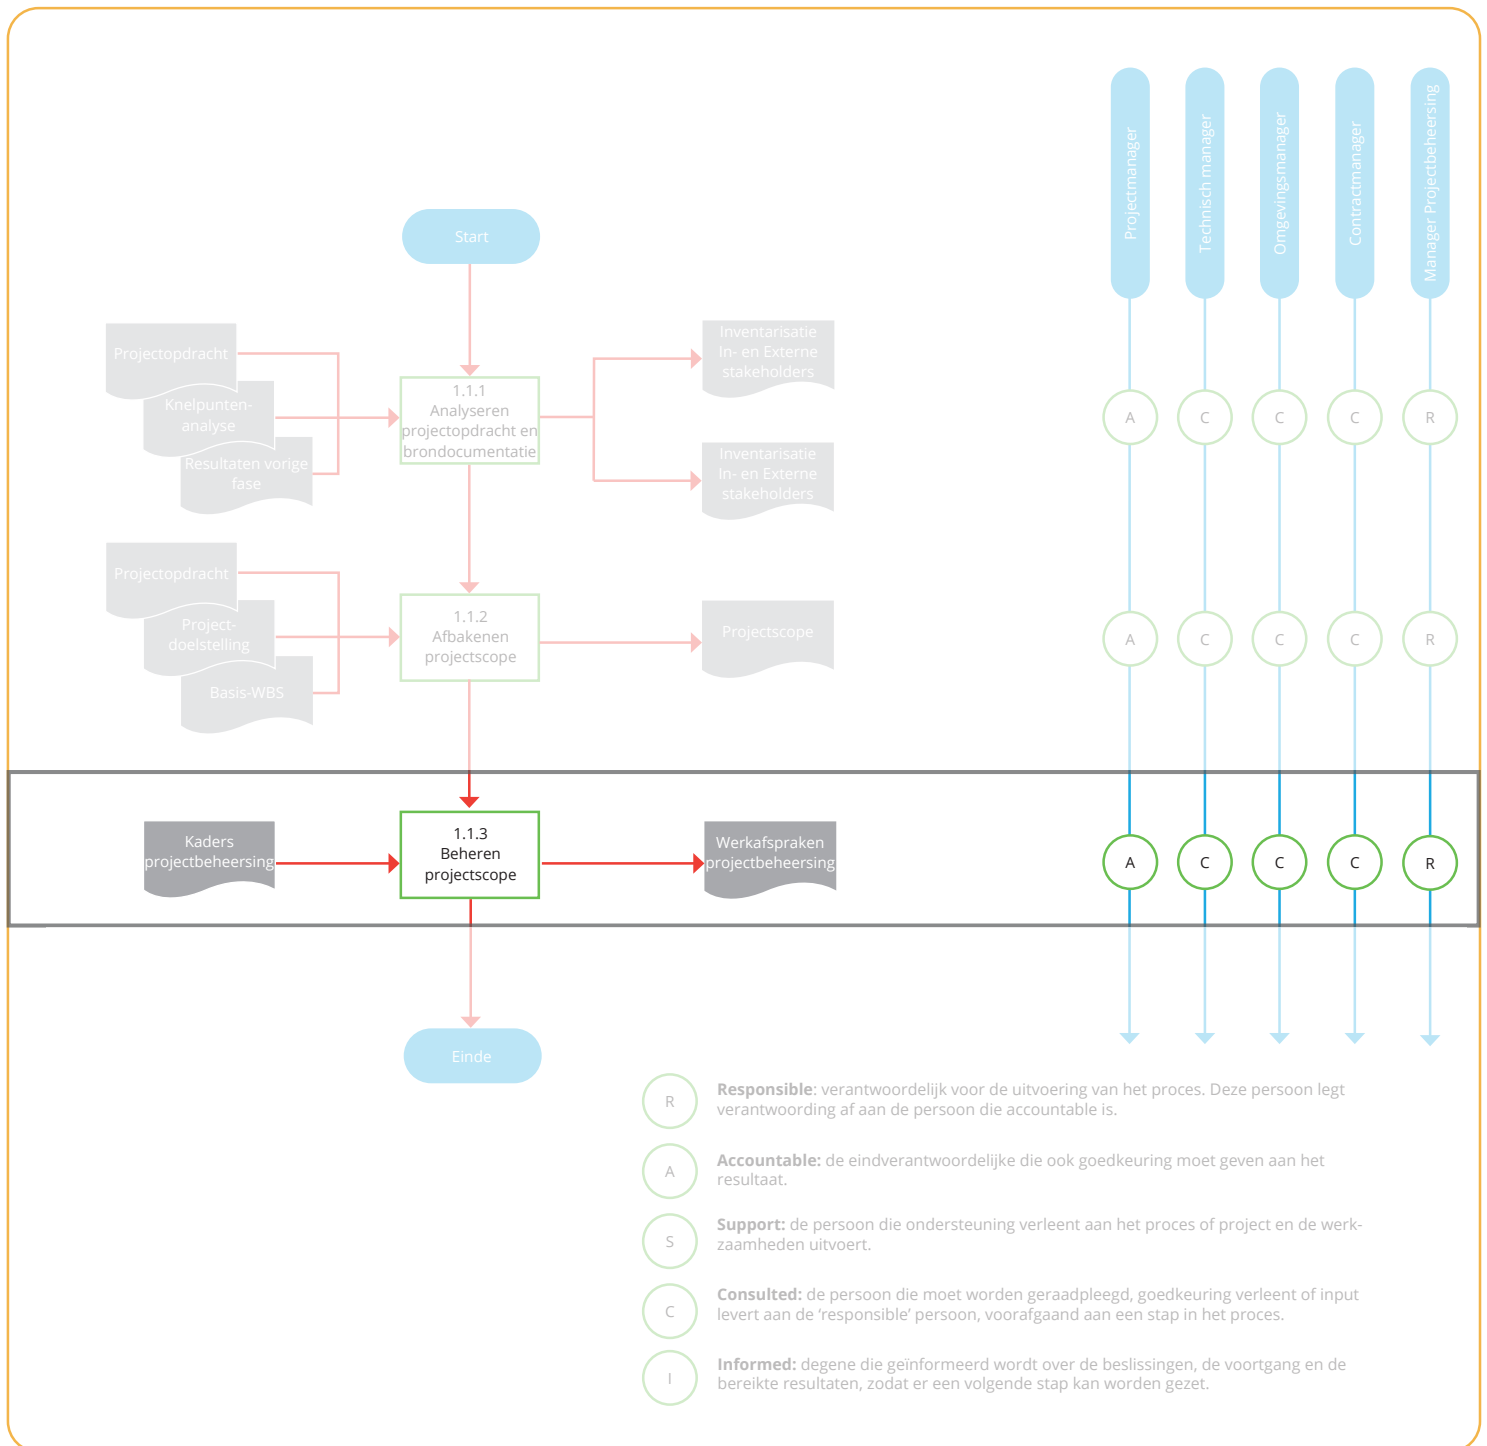 Projectmanager
Technisch manager
Omgevingsmanager
Contractmanager
Manager Projectbeheersing
Start
Projectopdracht
Knelpunten-
analyse
Resultaten vorige
fase
1.1.1
Analyseren
projectopdracht en
brondocumentatie
Inventarisatie
In- en Externe
stakeholders
Inventarisatie
In- en Externe
stakeholders
A
C
C
C
R
Projectopdracht
Project-
doelstelling
Basis-WBS
1.1.2
Afbakenen
projectscope
Projectscope
A
C
C
C
R
Kaders
projectbeheersing
1.1.3
Beheren
projectscope
Werkafspraken
projectbeheersing
A
C
C
C
R
Einde
R
Responsible: verantwoordelijk voor de uitvoering van het proces. Deze persoon legt
verantwoording af aan de persoon die accountable is.
A
Accountable: de eindverantwoordelijke die ook goedkeuring moet geven aan het
resultaat.
S
Support: de persoon die ondersteuning verleent aan het proces of project en de werk-
zaamheden uitvoert.
C
Consulted: de persoon die moet worden geraadpleegd, goedkeuring verleent of input
levert aan de ‘responsible’ persoon, voorafgaand aan een stap in het proces.
I
Informed: degene die geïnformeerd wordt over de beslissingen, de voortgang en de
bereikte resultaten, zodat er een volgende stap kan worden gezet.